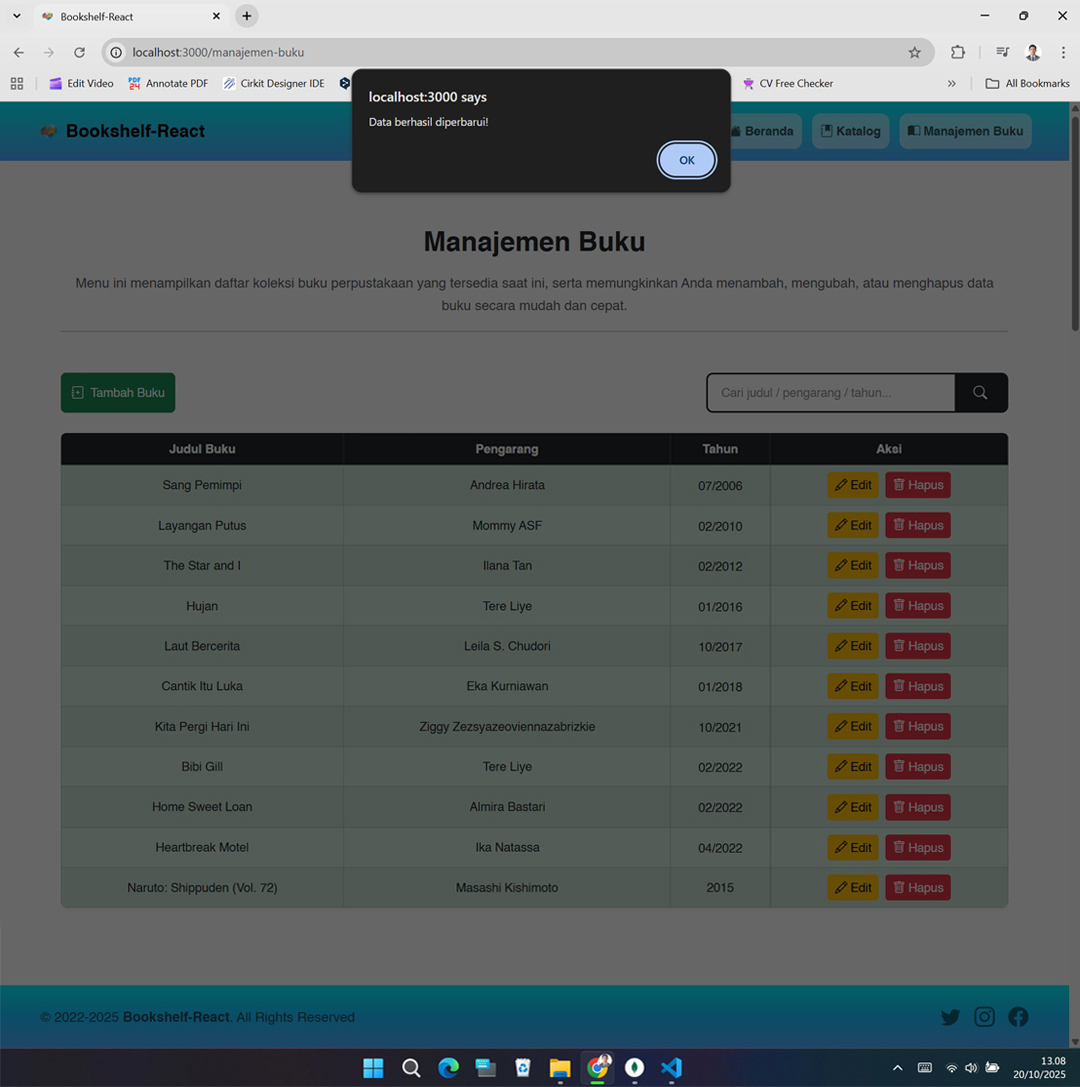 Bookshelf-React
localhost:3000/manajemen-buku
Edit Video
PDF 24
Annotate PDF
Cirkit Designer IDE
CV Free Checker
All Bookmarks
localhost:3000 says
Data berhasil diperbarui!
OK
Bookshelf-React
Beranda
Katalog
Manajemen Buku
Manajemen Buku
Menu ini menampilkan daftar koleksi buku perpustakaan yang tersedia saat ini, serta memungkinkan Anda menambah, mengubah, atau menghapus data
buku secara mudah dan cepat.
Tambah Buku
Cari judul / pengarang / tahun...
Judul Buku Pengarang Tahun Aksi
Sang Pemimpi Andrea Hirata 07/2006 Edit Hapus
Layangan Putus Mommy ASF 02/2010 Edit Hapus
The Star and I Ilana Tan 02/2012 Edit Hapus
Hujan Tere Liye 01/2016 Edit Hapus
Laut Bercerita Leila S. Chudori 10/2017 Edit Hapus
Cantik Itu Luka Eka Kurniawan 01/2018 Edit Hapus
Kita Pergi Hari Ini Ziggy Zezsyazeoviennazabrizkie 10/2021 Edit Hapus
Bibi Gill Tere Liye 02/2022 Edit Hapus
Home Sweet Loan Almira Bastari 02/2022 Edit Hapus
Heartbreak Motel Ika Natassa 04/2022 Edit Hapus
Naruto: Shippuden (Vol. 72) Masashi Kishimoto 2015 Edit Hapus
© 2022-2025 Bookshelf-React. All Rights Reserved
13.08
20/10/2025